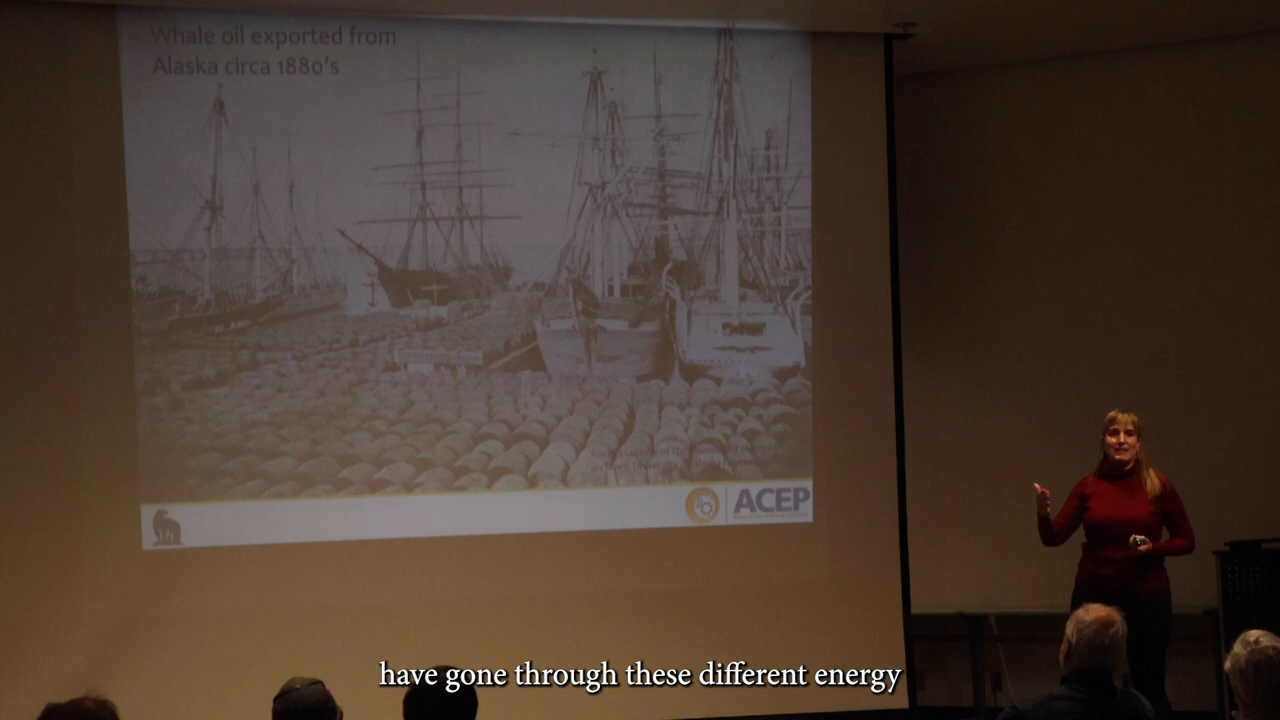 Whale oil exported from
Alaska circa 1880's
ACEP
have gone through these different energy